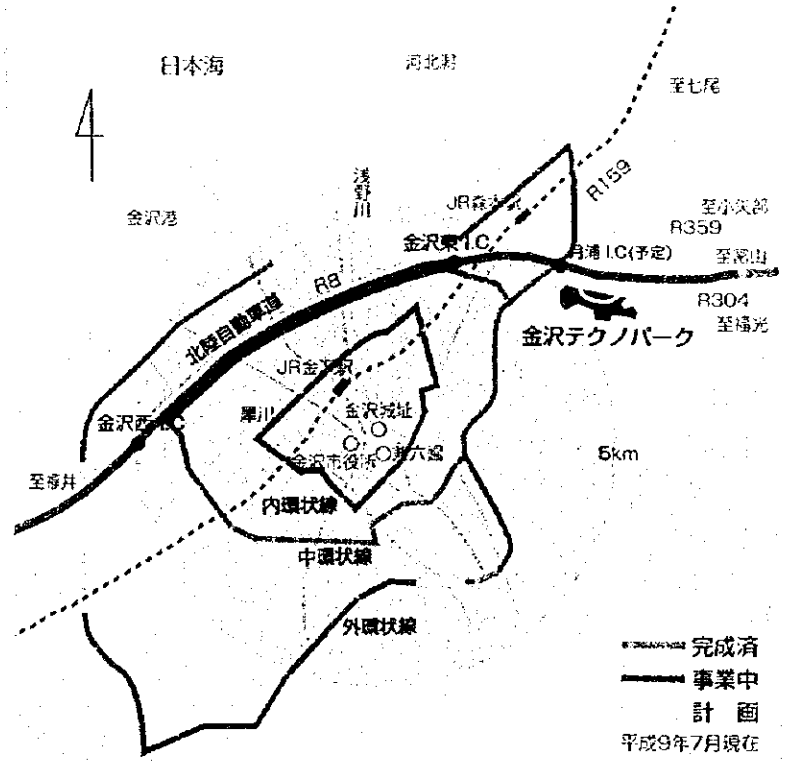 日本海
河北潟
至七尾
浅野川
R159
JR森本駅
金沢港
至小矢部
R359
金沢東I.C
月浦I.C(予定)
至富山
R8
R304
北陸自動車道
至福光
金沢テクノパーク
JR金沢駅
犀川
金沢城址
金沢西I.C
金沢市役所
兼六園
5km
至福井
内環状線
中環状線
外環状線
完成済
事業中
計画
平成9年7月現在